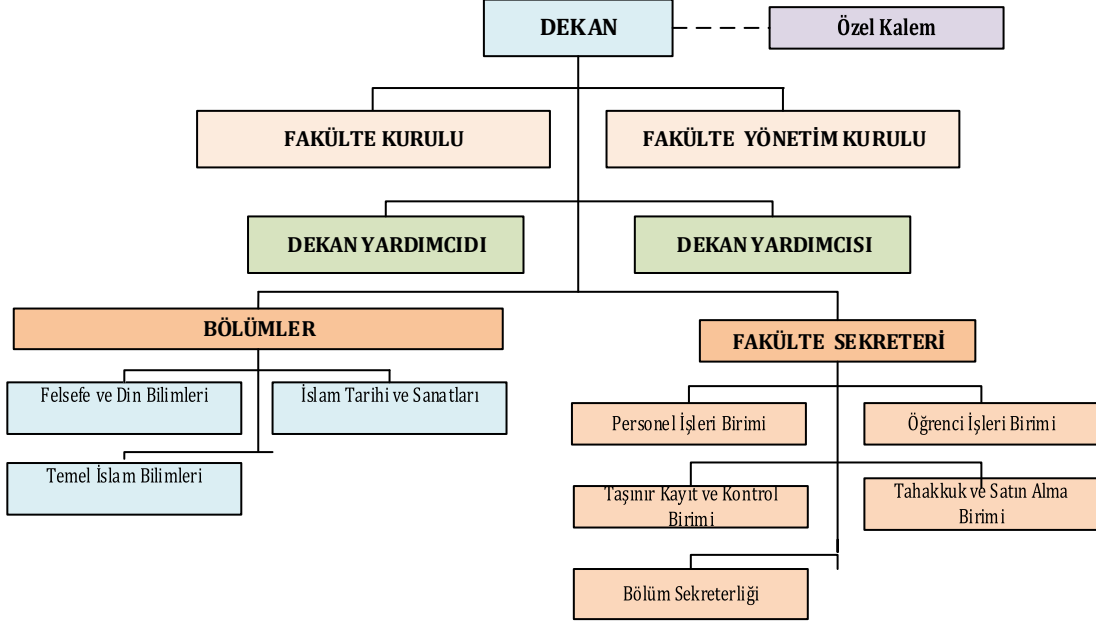 DEKAN
Özel Kalem
FAKÜLTE KURULU
FAKÜLTE YÖNETİM KURULU
DEKAN YARDIMCIDI
DEKAN YARDIMCISI
BÖLÜMLER
FAKÜLTE SEKRETERİ
Felsefe ve Din Bilimleri
İslam Tarihi ve Sanatları
Personel İşleri Birimi
Öğrenci İşleri Birimi
Temel İslam Bilimleri
Taşınır Kayıt ve Kontrol
Birimi
Tahakkuk ve Satın Alma
Birimi
Bölüm Sekreterliği